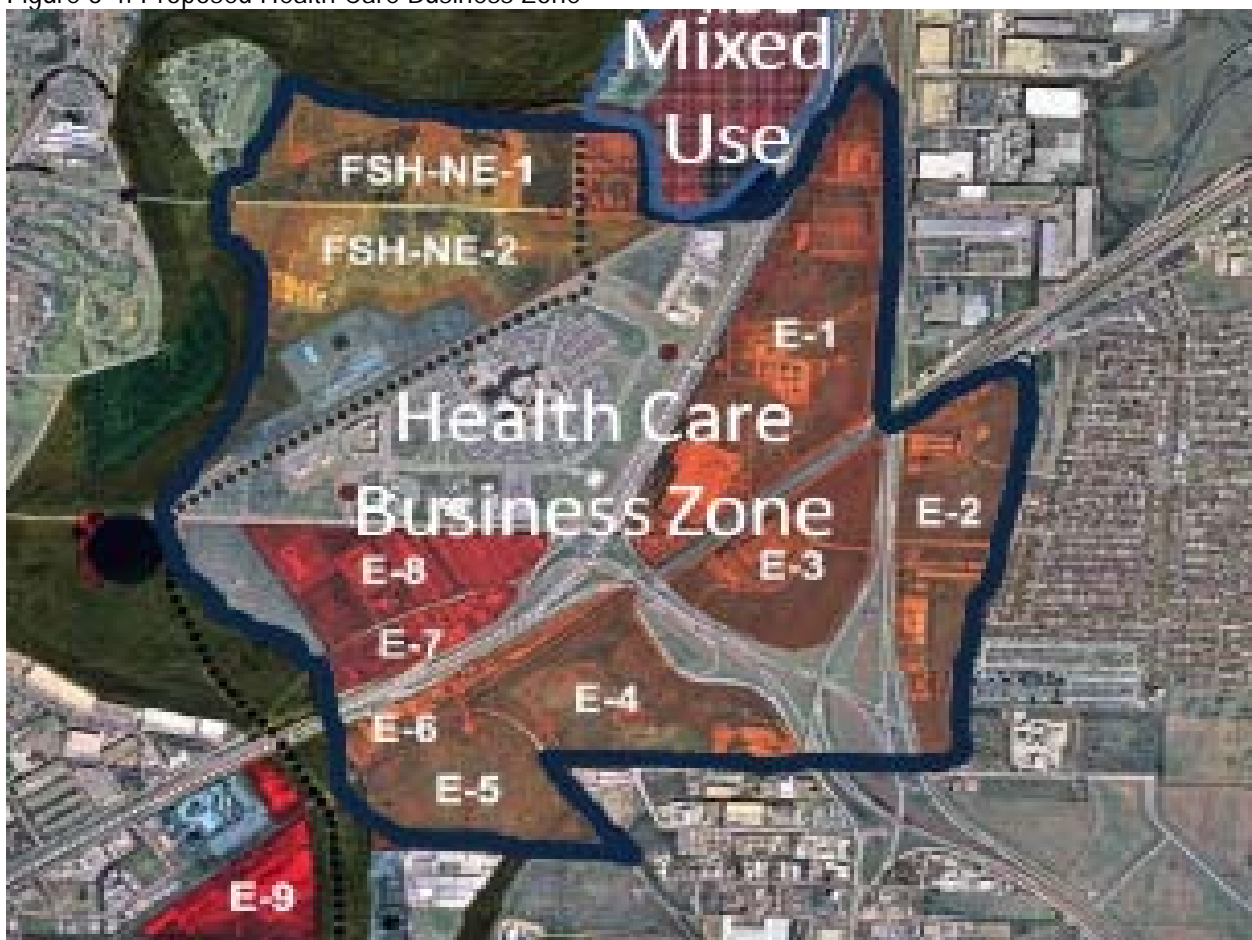 Mixed
Use
FSH-NE-1
FSH-NE-2
E-1
Health Care
Business Zone
E-2
E-3
E-8
E-7
E-4
E-6
E-5
E-9